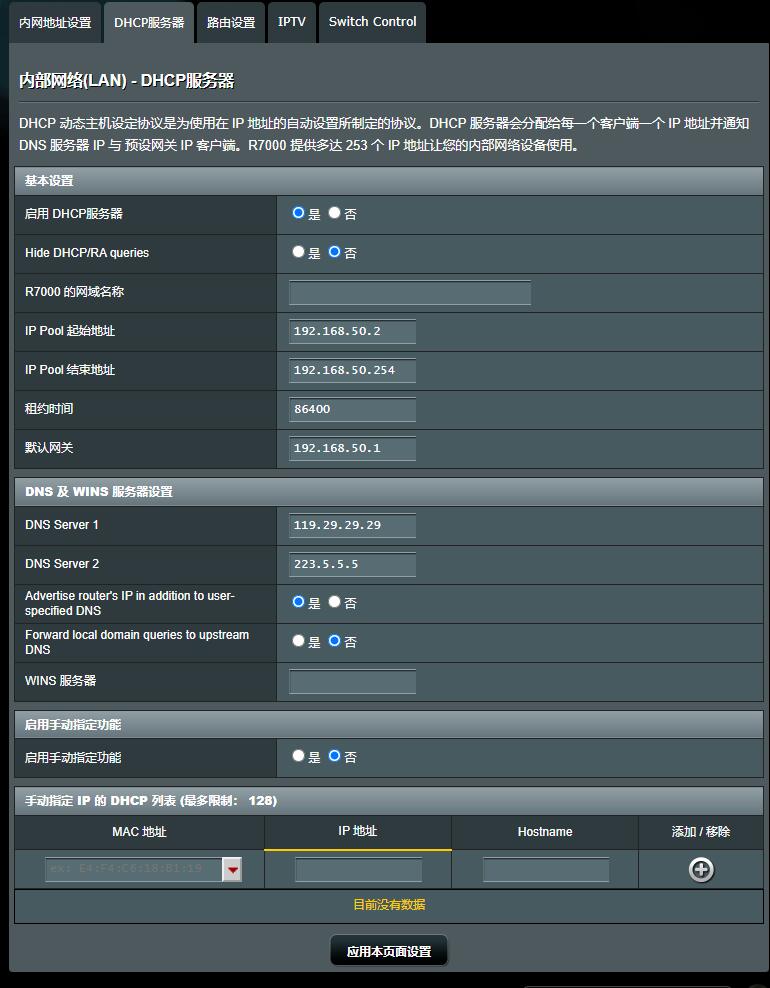 内网地址设置 DHCP服务器 路由设置 IPTV Switch Control
内部网络(LAN) - DHCP服务器
DHCP 动态主机设定协议是为使用在 IP 地址的自动设置所制定的协议。DHCP 服务器会分配给每一个客户端一个 IP 地址并通知
DNS 服务器 IP 与 预设网关 IP 客户端。R7000 提供多达 253 个 IP 地址让您的内部网络设备使用。
基本设置
启用 DHCP服务器 是 否
Hide DHCP/RA queries 是 否
R7000 的网域名称
IP Pool 起始地址 192.168.50.2
IP Pool 结束地址 192.168.50.254
租约时间 86400
默认网关 192.168.50.1
DNS 及 WINS 服务器设置
DNS Server 1 119.29.29.29
DNS Server 2 223.5.5.5
Advertise router's IP in addition to user-
specified DNS 是 否
Forward local domain queries to upstream
DNS 是 否
WINS 服务器
启用手动指定功能
启用手动指定功能 是 否
手动指定 IP 的 DHCP 列表 (最多限制： 128)
MAC 地址 IP 地址 Hostname 添加 / 移除
ex: E4:F4:C6:18:B1:19
目前没有数据
应用本页面设置